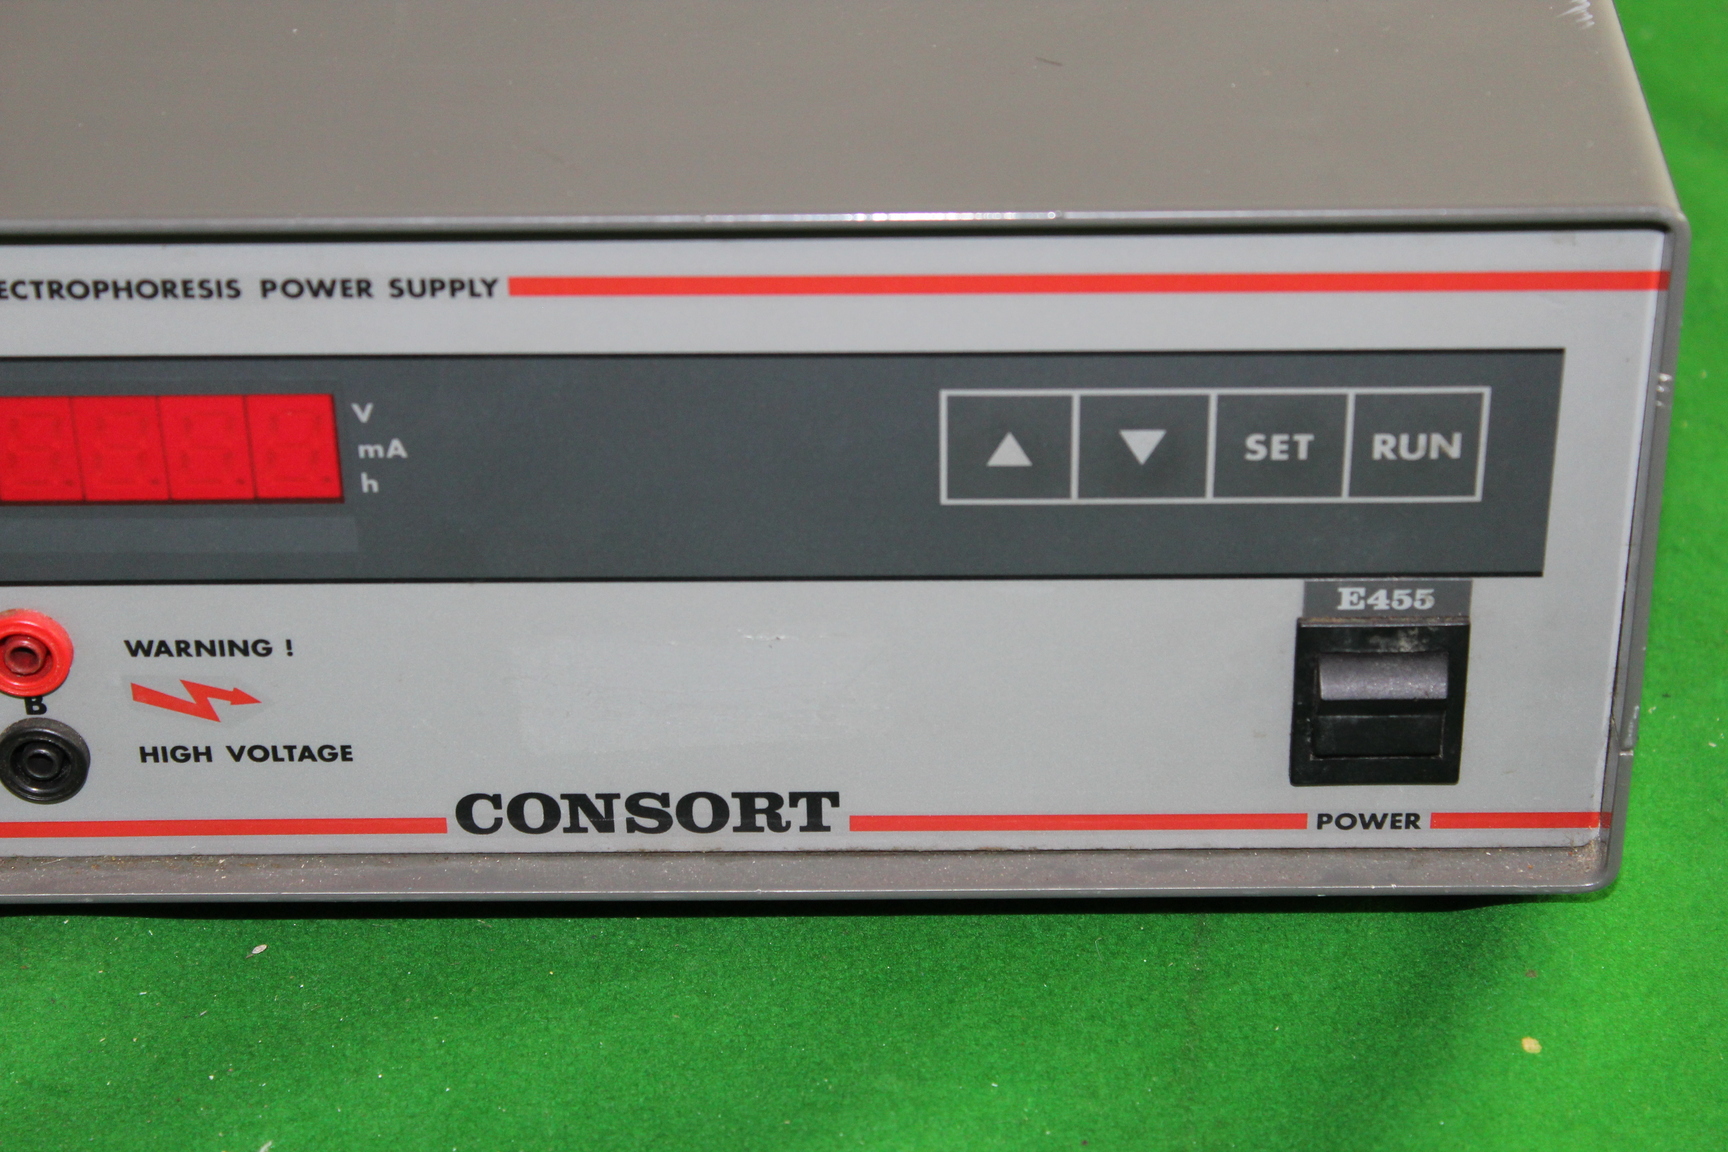 ECTROPHORESIS POWER SUPPLY
V
mA
h
SET RUN
E455
WARNING !
B
HIGH VOLTAGE
CONSORT
POWER